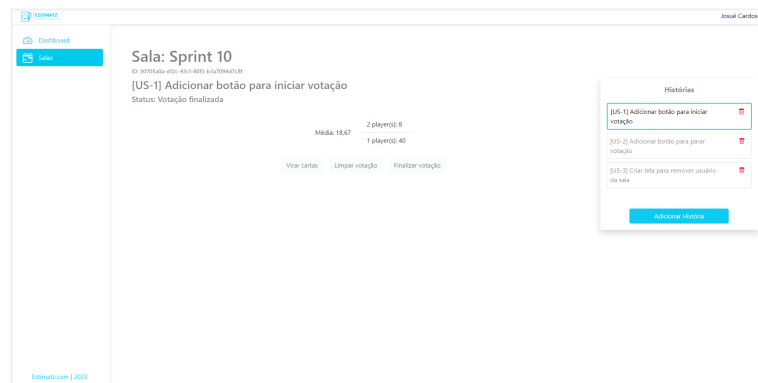 ESTIMATZ
Josué Cardos
Dashboard
Salas
Sala: Sprint 10
ID: 30705a0a-d12c-43c1-80f3-b3a7094d7c8f
[US-1] Adicionar botão para iniciar votação
Status: Votação finalizada
Média: 18,67
2 player(s): 8
1 player(s): 40
Virar cartas
Limpar votação
Finalizar votação
Histórias
[US-1] Adicionar botão para iniciar
votação
[US-2] Adicionar botão para parar
votação
[US-3] Criar tela para remover usuário
da sala
Adicionar História
Estimatz.com | 2023